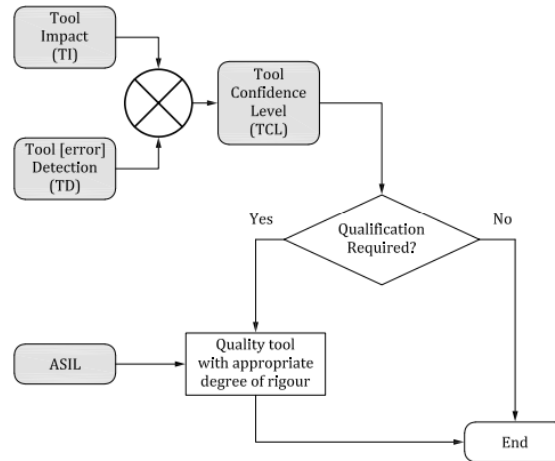 Tool
Impact
(TI)
Tool
Confidence
Level
(TCL)
Tool [error]
Detection
(TD)
Yes
No
Qualification
Required?
ASIL
Quality tool
with appropriate
degree of rigour
End